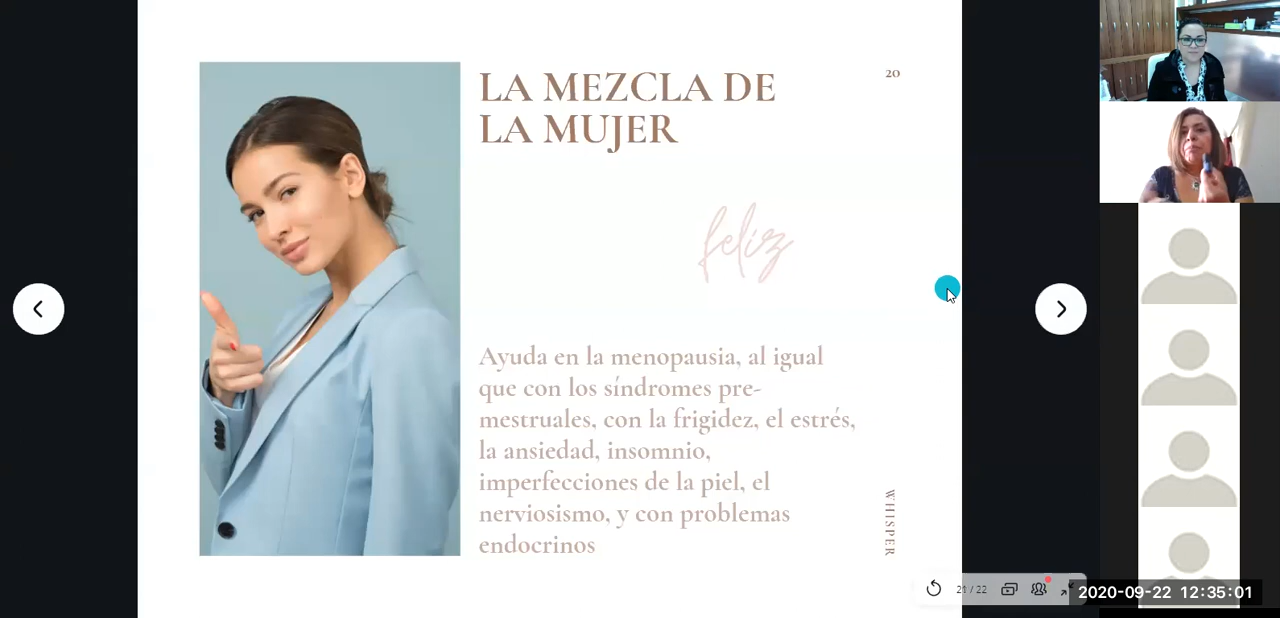 LA MEZCLA DE
LA MUJER
20
feliz
Ayuda en la menopausia, al igual
que con los síndromes pre-
mestruales, con la frigidez, el estrés,
la ansiedad, insomnio,
imperfecciones de la piel, el
nerviosismo, y con problemas
endocrinos
WHISPER
21 / 22
2020-09-22 12:35:01